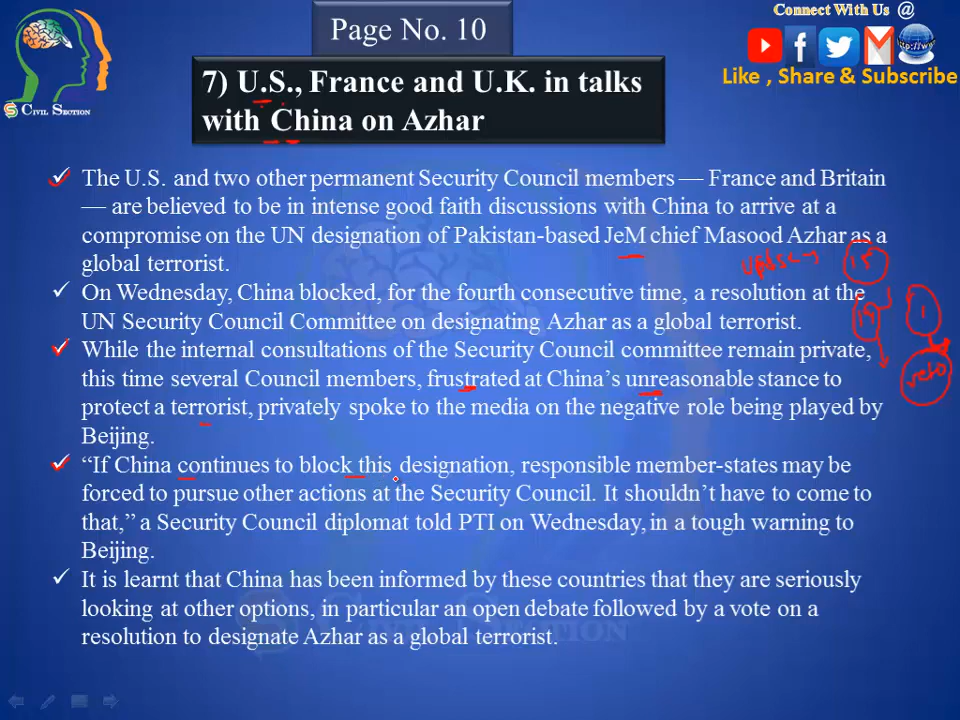 Page No. 10
Connect With Us @
Like , Share & Subscribe
CIVIL SECTION
7) U.S., France and U.K. in talks
with China on Azhar
✓ The U.S. and two other permanent Security Council members — France and Britain
— are believed to be in intense good faith discussions with China to arrive at a
compromise on the UN designation of Pakistan-based JeM chief Masood Azhar as a
global terrorist.
15
✓ On Wednesday, China blocked, for the fourth consecutive time, a resolution at the
UN Security Council Committee on designating Azhar as a global terrorist.
1
✓ While the internal consultations of the Security Council committee remain private,
this time several Council members, frustrated at China's unreasonable stance to
veto
protect a terrorist, privately spoke to the media on the negative role being played by
Beijing.
✓ “If China continues to block this designation, responsible member-states may be
forced to pursue other actions at the Security Council. It shouldn't have to come to
that,” a Security Council diplomat told PTI on Wednesday, in a tough warning to
Beijing.
✓ It is learnt that China has been informed by these countries that they are seriously
looking at other options, in particular an open debate followed by a vote on a
resolution to designate Azhar as a global terrorist.